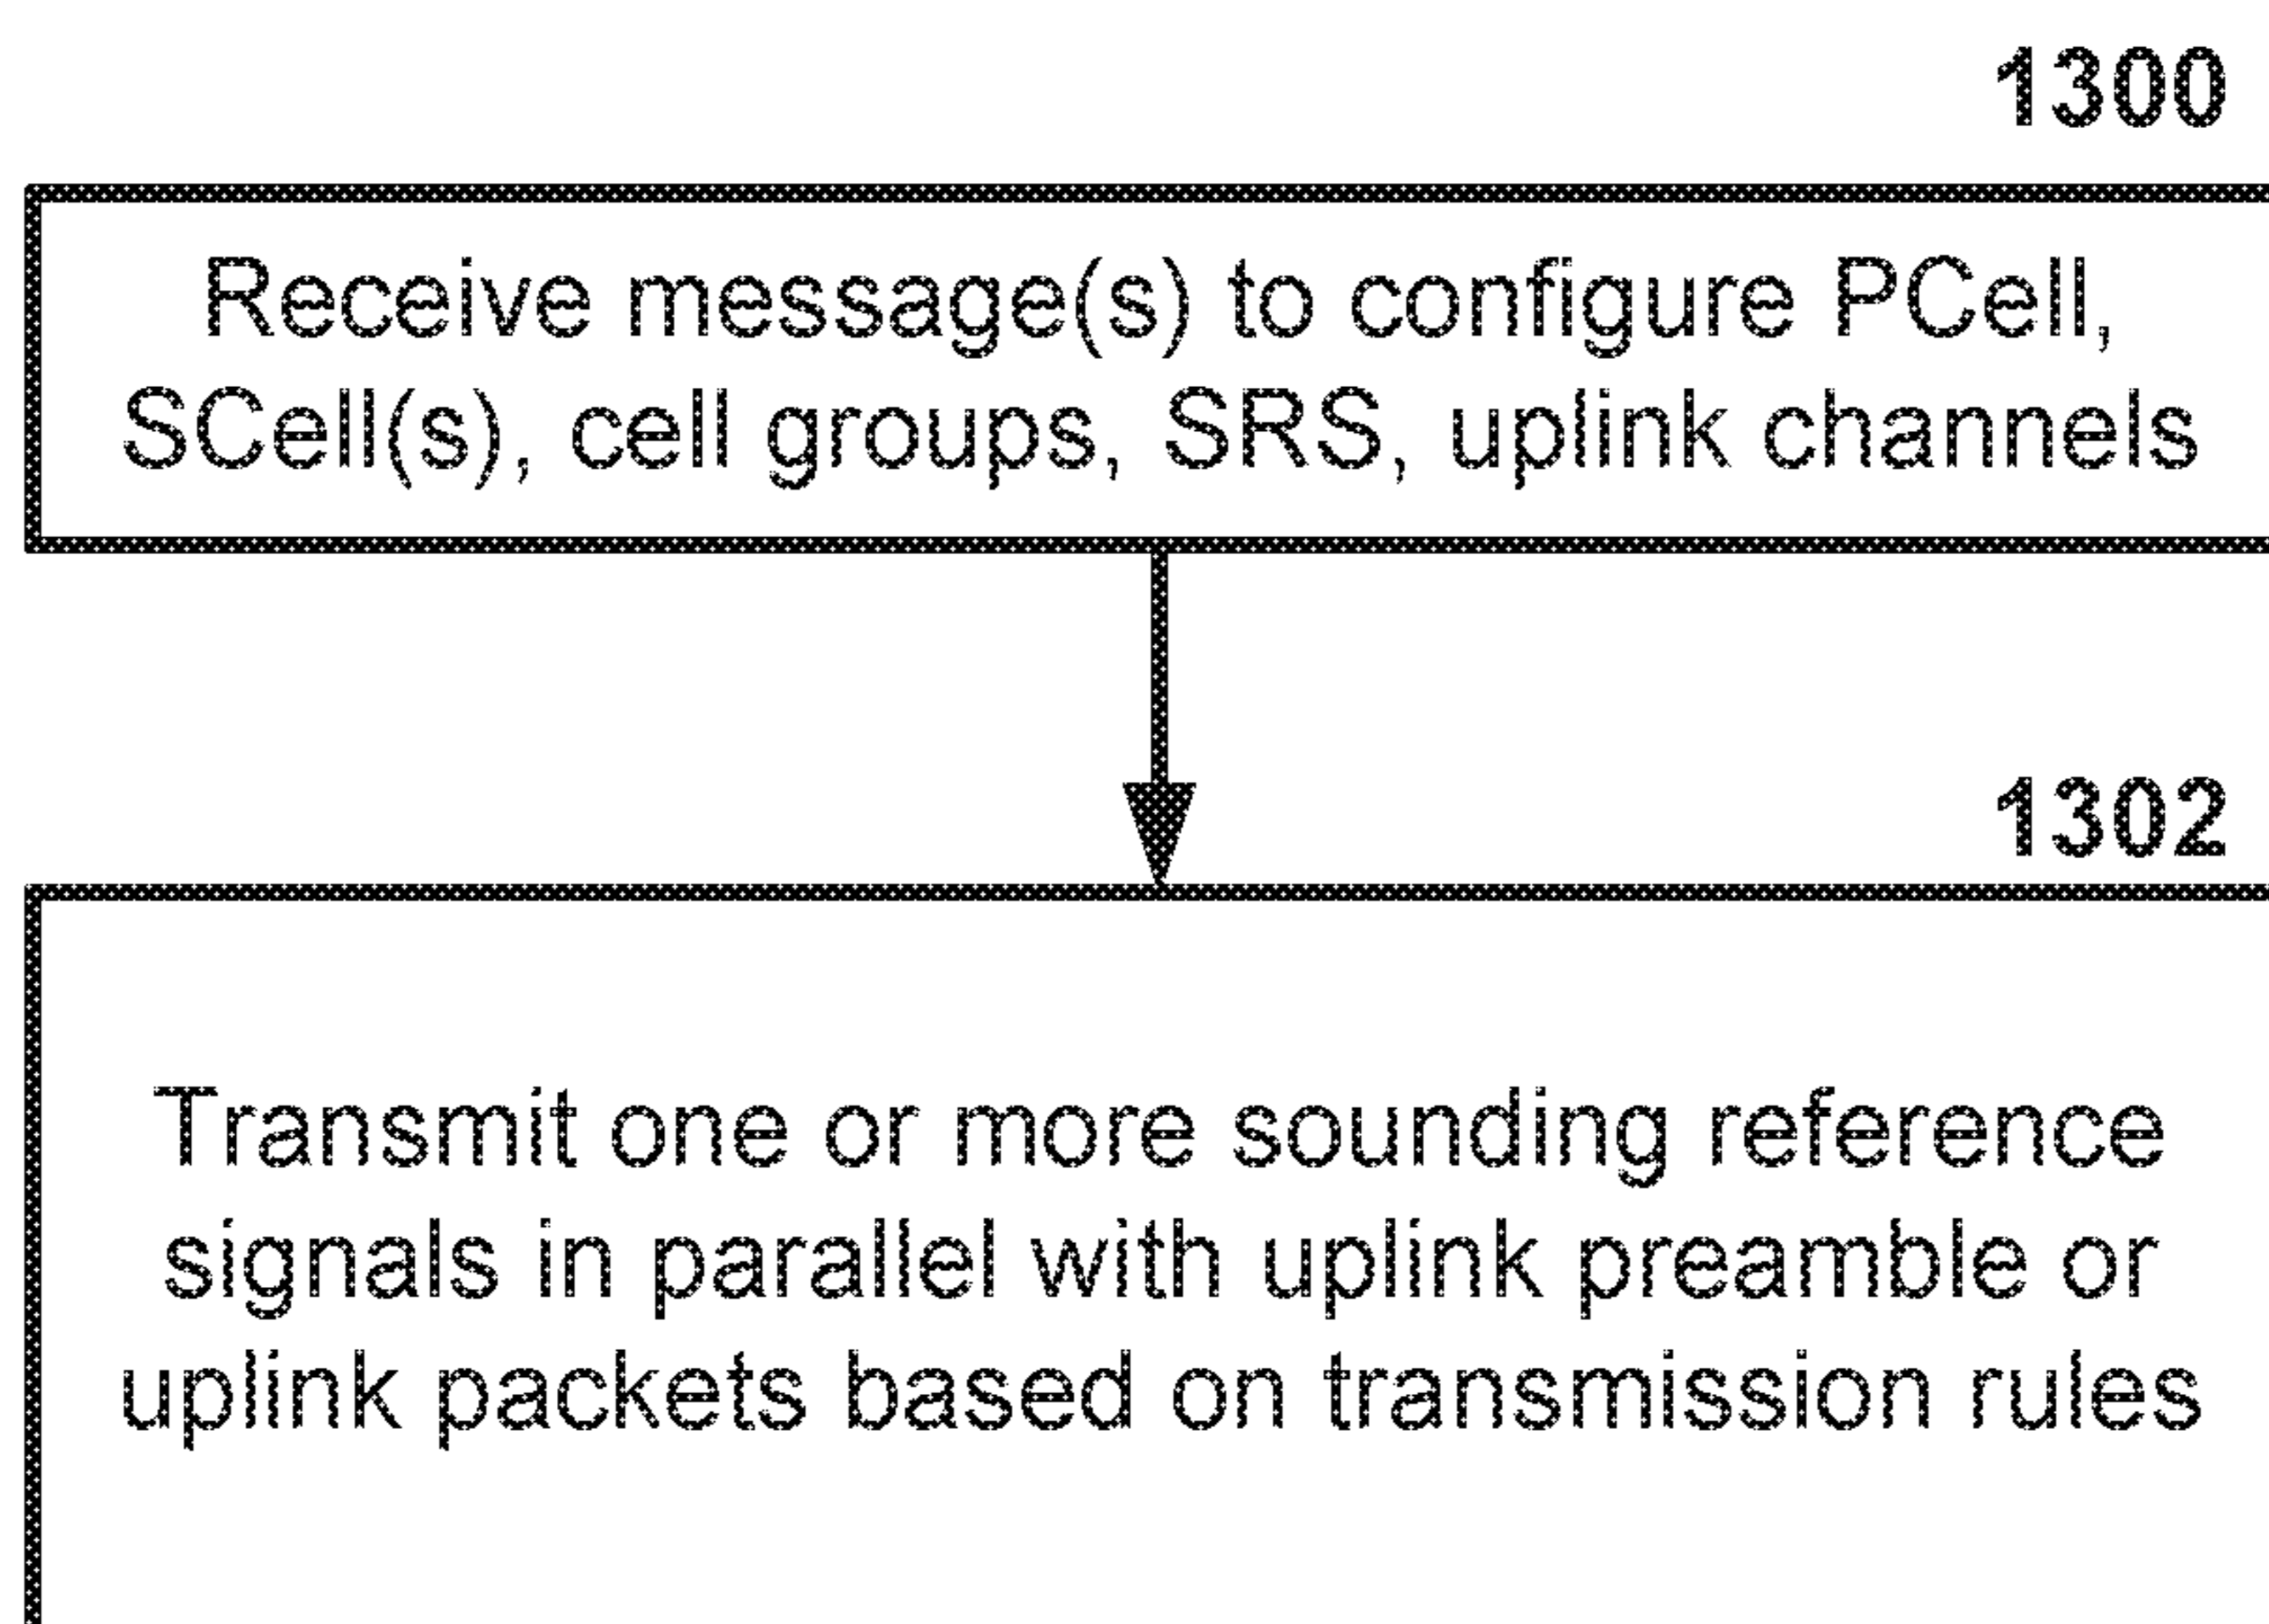 1300
Receive message(s) to configure PCell,
SCell(s), cell groups, SRS, uplink channels
1302
Transmit one or more sounding reference
signals in parallel with uplink preamble or
uplink packets based on transmission rules